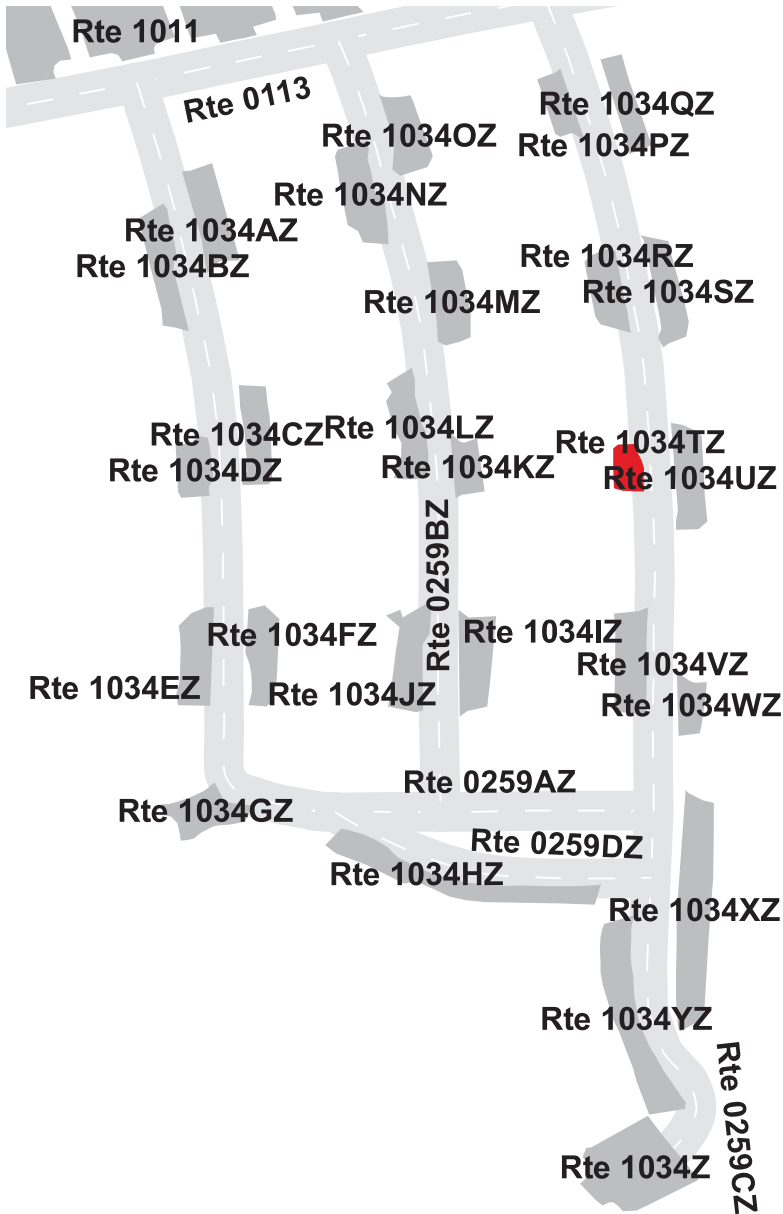 Rte 1011
Rte 0113
Rte 1034QZ
Rte 1034OZ
Rte 1034PZ
Rte 1034NZ
Rte 1034AZ
Rte 1034BZ
Rte 1034RZ
Rte 1034SZ
Rte 1034MZ
Rte 1034CZ
Rte 1034LZ
Rte 1034TZ
Rte 1034DZ
Rte 1034KZ
Rte 1034UZ
Rte 0259BZ
Rte 1034FZ
Rte 1034IZ
Rte 1034VZ
Rte 1034EZ
Rte 1034JZ
Rte 1034WZ
Rte 0259AZ
Rte 1034GZ
Rte 0259DZ
Rte 1034HZ
Rte 1034XZ
Rte 1034YZ
Rte 0259CZ
Rte 1034Z